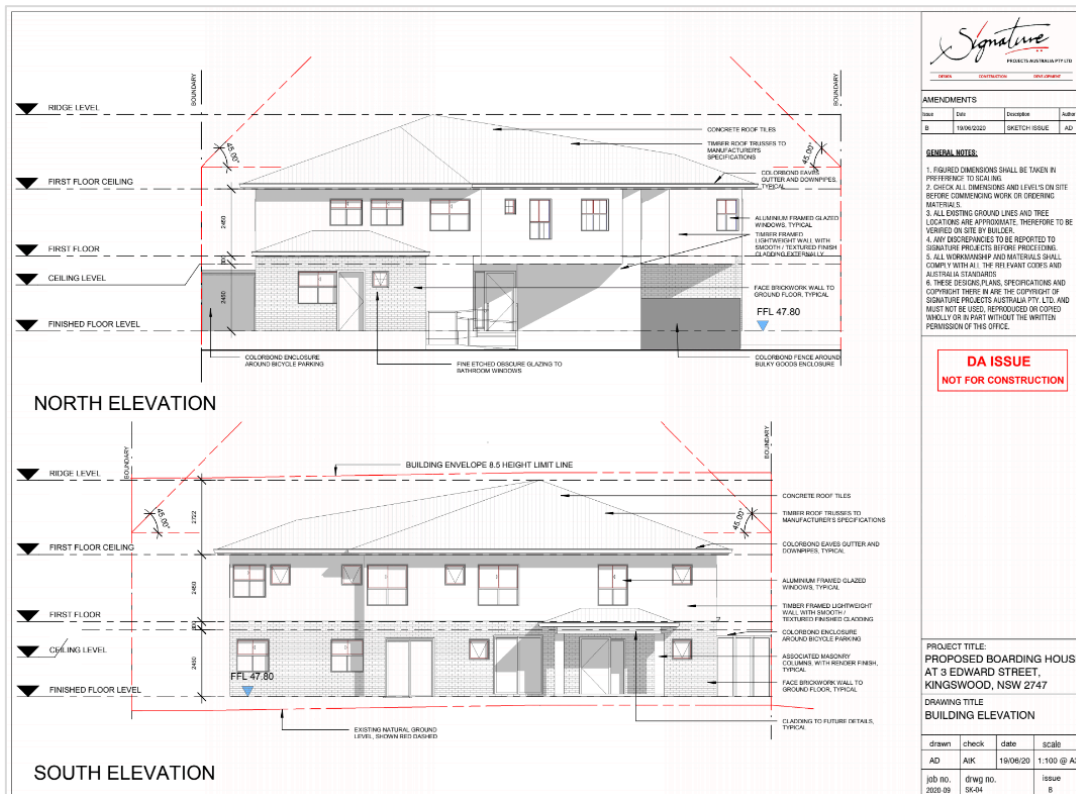 BOUNDARY
BOUNDARY
RIDGE LEVEL
45.00°
45.00°
CONCRETE ROOF TILES
TIMBER ROOF TRUSSES TO
MANUFACTURER'S
SPECIFICATIONS
FIRST FLOOR CEILING
COLORBOND EAVES
GUTTER AND DOWNPIPES,
TYPICAL
2450
ALUMINIUM FRAMED GLAZED
WINDOWS, TYPICAL
TIMBER FRAMED
LIGHTWEIGHT WALL WITH
SMOOTH / TEXTURED FINISH
CLADDING EXTERNALLY
FIRST FLOOR
CEILING LEVEL
2450
FACE BRICKWORK WALL TO
GROUND FLOOR, TYPICAL
FFL 47.80
FINISHED FLOOR LEVEL
COLORBOND ENCLOSURE
AROUND BICYCLE PARKING
FINE ETCHED OBSCURE GLAZING TO
BATHROOM WINDOWS
COLORBOND FENCE AROUND
BULKY GOODS ENCLOSURE
NORTH ELEVATION
BOUNDARY
BOUNDARY
RIDGE LEVEL
BUILDING ENVELOPE 8.5 HEIGHT LIMIT LINE
2722
45.00°
45.00°
CONCRETE ROOF TILES
TIMBER ROOF TRUSSES TO
MANUFACTURER'S SPECIFICATIONS
FIRST FLOOR CEILING
COLORBOND EAVES GUTTER AND
DOWNPIPES, TYPICAL
2450
ALUMINIUM FRAMED GLAZED
WINDOWS, TYPICAL
TIMBER FRAMED LIGHTWEIGHT
WALL WITH SMOOTH /
TEXTURED FINISHED CLADDING
FIRST FLOOR
COLORBOND ENCLOSURE
AROUND BICYCLE PARKING
CEILING LEVEL
2450
ASSOCIATED MASONRY
COLUMNS, WITH RENDER FINISH,
TYPICAL
FFL 47.80
FACE BRICKWORK WALL TO
GROUND FLOOR, TYPICAL
FINISHED FLOOR LEVEL
CLADDING TO FUTURE DETAILS,
TYPICAL
EXISTING NATURAL GROUND
LEVEL, SHOWN RED DASHED
SOUTH ELEVATION
Signature
PROJECTS AUSTRALIA PTY LTD
DESIGN CONSTRUCTION DEVELOPMENT
AMENDMENTS
Issue Date Description Author
B 19/06/2020 SKETCH ISSUE AD
GENERAL NOTES:
1. FIGURED DIMENSIONS SHALL BE TAKEN IN
PREFERENCE TO SCALING.
2. CHECK ALL DIMENSIONS AND LEVELS ON SITE
BEFORE COMMENCING WORK OR ORDERING
MATERIALS.
3. ALL EXISTING GROUND LINES AND TREE
LOCATIONS ARE APPROXIMATE, THEREFORE TO BE
VERIFIED ON SITE BY BUILDER.
4. ANY DISCREPANCIES TO BE REPORTED TO
SIGNATURE PROJECTS BEFORE PROCEEDING.
5. ALL WORKMANSHIP AND MATERIALS SHALL
COMPLY WITH ALL THE RELEVANT CODES AND
AUSTRALIA STANDARDS
6. THESE DESIGNS,PLANS, SPECIFICATIONS AND
COPYRIGHT THERE IN ARE THE COPYRIGHT OF
SIGNATURE PROJECTS AUSTRALIA PTY. LTD. AND
MUST NOT BE USED, REPRODUCED OR COPIED
WHOLLY OR IN PART WITHOUT THE WRITTEN
PERMISSION OF THIS OFFICE.
DA ISSUE
NOT FOR CONSTRUCTION
PROJECT TITLE:
PROPOSED BOARDING HOUS
AT 3 EDWARD STREET,
KINGSWOOD, NSW 2747
DRAWING TITLE
BUILDING ELEVATION
drawn check date scale
AD AIK 19/06/20 1:100 @ A
job no. drwg no. issue
2020-09 SK-04 B